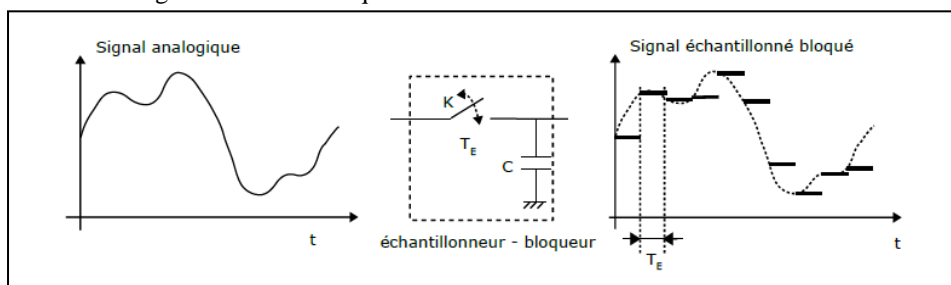 Signal analogique
t
K
T_E
C
échantillonneur - bloqueur
Signal échantillonné bloqué
t
T_E